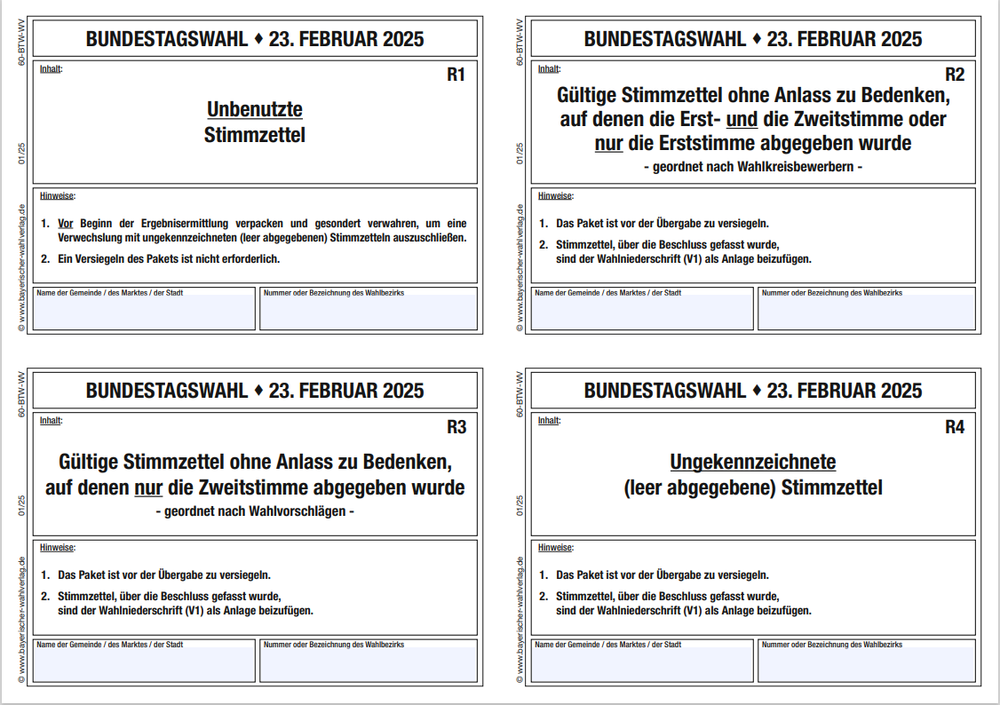 BUNDESTAGSWAHL ♦ 23. FEBRUAR 2025
Inhalt:
R1
Unbenutzte
Stimmzettel
Hinweise:
1. Vor Beginn der Ergebnisermittlung verpacken und gesondert verwahren, um eine
Verwechslung mit ungekennzeichneten (leer abgegebenen) Stimmzetteln auszuschließen.
2. Ein Versiegeln des Pakets ist nicht erforderlich.
Name der Gemeinde / des Marktes / der Stadt
Nummer oder Bezeichnung des Wahlbezirks
60-BTW-WV
01/25
© www.bayerischer-wahlverlag.de
BUNDESTAGSWAHL ♦ 23. FEBRUAR 2025
Inhalt:
R2
Gültige Stimmzettel ohne Anlass zu Bedenken,
auf denen die Erst- und die Zweitstimme oder
nur die Erststimme abgegeben wurde
- geordnet nach Wahlkreisbewerbern -
Hinweise:
1. Das Paket ist vor der Übergabe zu versiegeln.
2. Stimmzettel, über die Beschluss gefasst wurde,
sind der Wahlniederschrift (V1) als Anlage beizufügen.
Name der Gemeinde / des Marktes / der Stadt
Nummer oder Bezeichnung des Wahlbezirks
60-BTW-WV
01/25
© www.bayerischer-wahlverlag.de
BUNDESTAGSWAHL ♦ 23. FEBRUAR 2025
Inhalt:
R3
Gültige Stimmzettel ohne Anlass zu Bedenken,
auf denen nur die Zweitstimme abgegeben wurde
- geordnet nach Wahlvorschlägen -
Hinweise:
1. Das Paket ist vor der Übergabe zu versiegeln.
2. Stimmzettel, über die Beschluss gefasst wurde,
sind der Wahlniederschrift (V1) als Anlage beizufügen.
Name der Gemeinde / des Marktes / der Stadt
Nummer oder Bezeichnung des Wahlbezirks
60-BTW-WV
01/25
© www.bayerischer-wahlverlag.de
BUNDESTAGSWAHL ♦ 23. FEBRUAR 2025
Inhalt:
R4
Ungekennzeichnete
(leer abgegebene) Stimmzettel
Hinweise:
1. Das Paket ist vor der Übergabe zu versiegeln.
2. Stimmzettel, über die Beschluss gefasst wurde,
sind der Wahlniederschrift (V1) als Anlage beizufügen.
Name der Gemeinde / des Marktes / der Stadt
Nummer oder Bezeichnung des Wahlbezirks
60-BTW-WV
01/25
© www.bayerischer-wahlverlag.de